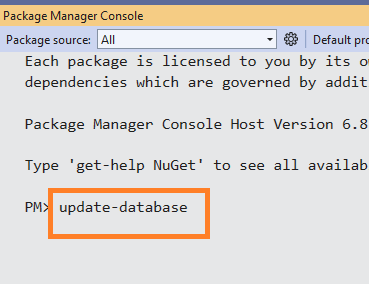 Package Manager Console
Package source: All Default pro
Each package is licensed to you by its ow
dependencies which are governed by addit
Package Manager Console Host Version 6.8
Type 'get-help NuGet' to see all availab
PM> update-database